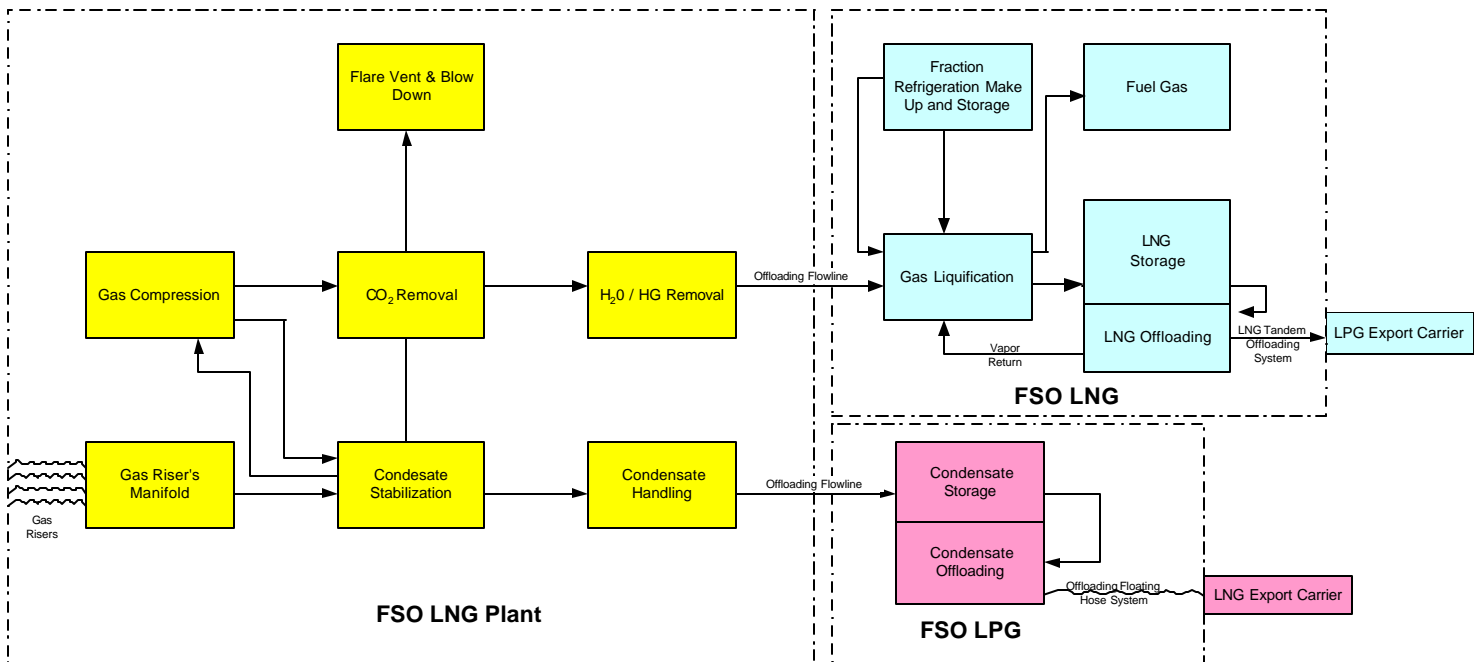 Flare Vent & Blow
Down
Gas Compression
CO2 Removal
H20 / HG Removal
Offloading Flowline
Gas Riser's
Manifold
Condesate
Stabilization
Condensate
Handling
Offloading Flowline
Gas
Risers
FSO LNG Plant
Fraction
Refrigeration Make
Up and Storage
Fuel Gas
Gas Liquification
LNG
Storage
LNG Offloading
Vapor
Return
LNG Tandem
Offloading
System
LPG Export Carrier
FSO LNG
Condensate
Storage
Condensate
Offloading
Offloading Floating
Hose System
LNG Export Carrier
FSO LPG